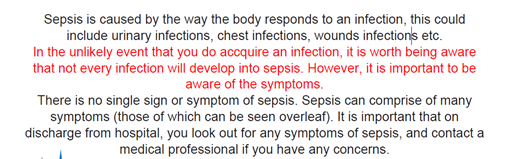 Sepsis is caused by the way the body responds to an infection, this could
include urinary infections, chest infections, wounds infections etc.
In the unlikely event that you do accquire an infection, it is worth being aware
that not every infection will develop into sepsis. However, it is important to be
aware of the symptoms.
There is no single sign or symptom of sepsis. Sepsis can comprise of many
symptoms (those of which can be seen overleaf). It is important that on
discharge from hospital, you look out for any symptoms of sepsis, and contact a
medical professional if you have any concerns.